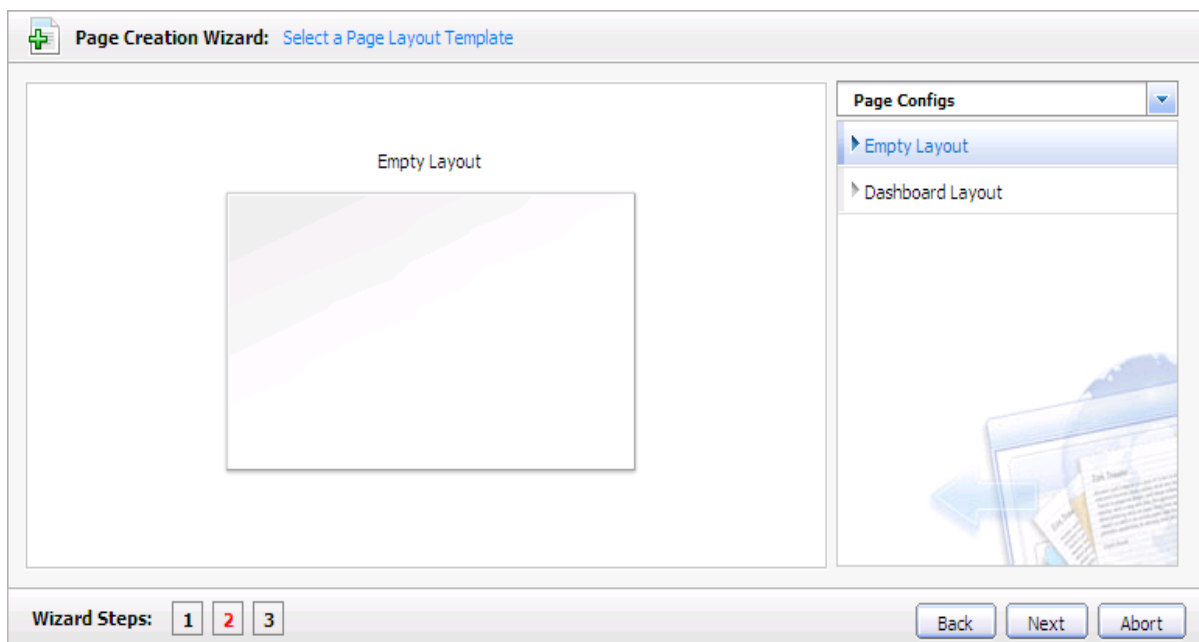 Page Creation Wizard: Select a Page Layout Template
Empty Layout
Page Configs
Empty Layout
Dashboard Layout
Wizard Steps: 1 2 3
Back Next Abort